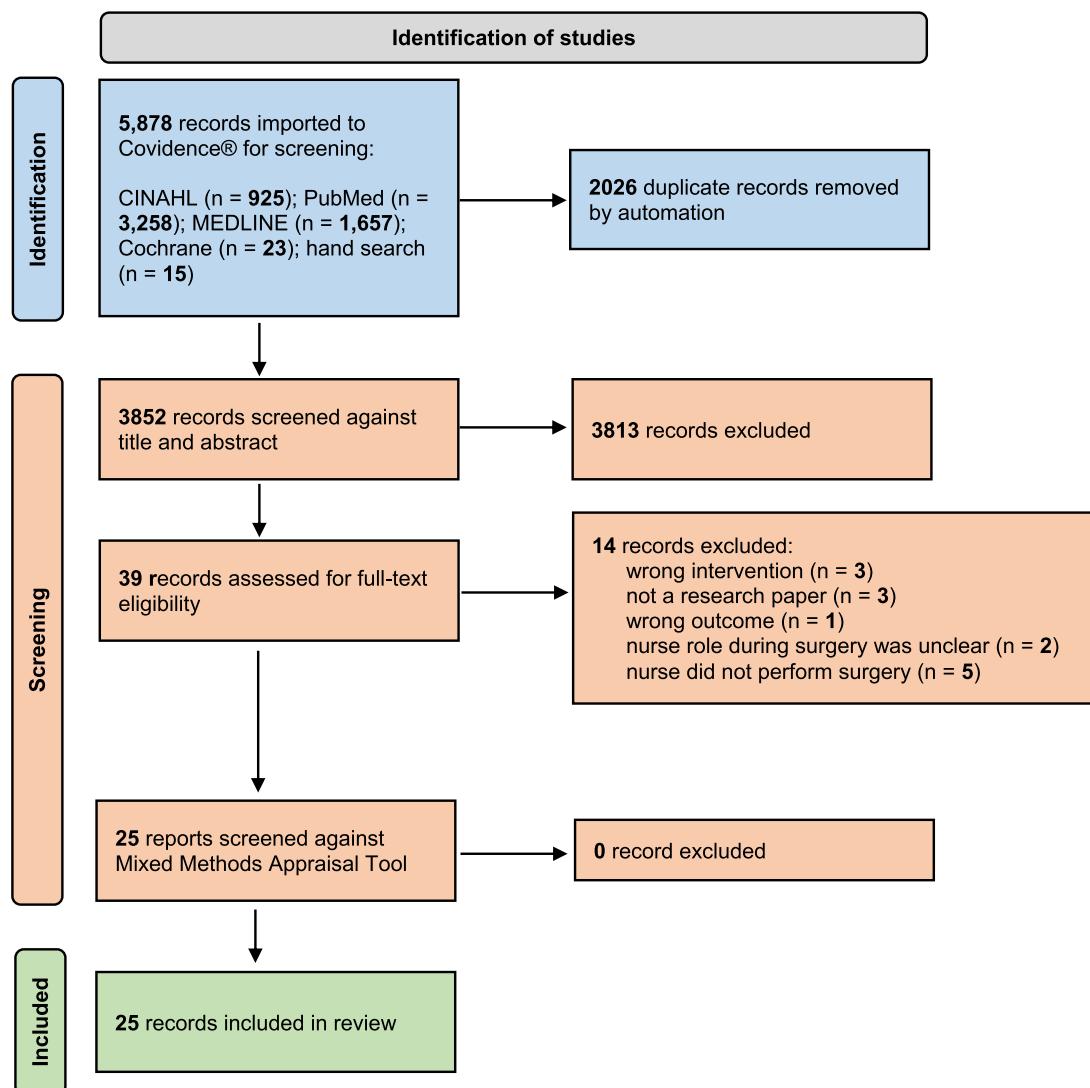 Identification of studies
Identification
5,878 records imported to
Covidence® for screening:
CINAHL (n = 925); PubMed (n =
3,258); MEDLINE (n = 1,657);
Cochrane (n = 23); hand search
(n = 15)
2026 duplicate records removed
by automation
Screening
3852 records screened against
title and abstract
3813 records excluded
39 records assessed for full-text
eligibility
14 records excluded:
wrong intervention (n = 3)
not a research paper (n = 3)
wrong outcome (n = 1)
nurse role during surgery was unclear (n = 2)
nurse did not perform surgery (n = 5)
25 reports screened against
Mixed Methods Appraisal Tool
0 record excluded
Included
25 records included in review